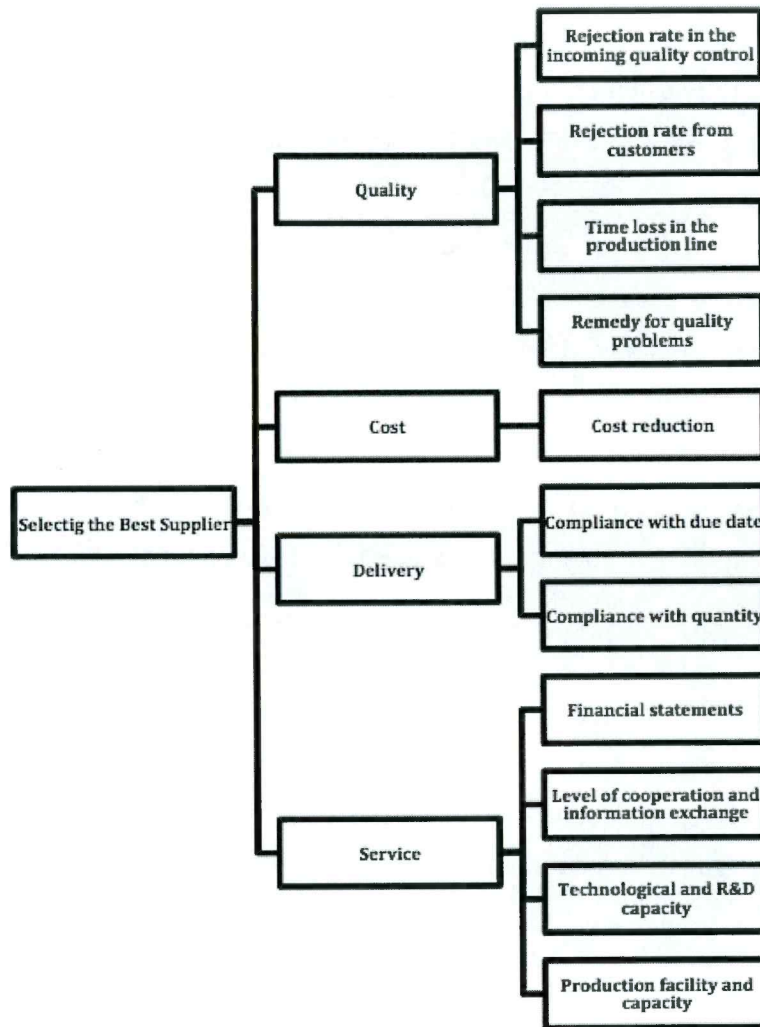 Rejection rate in the
incoming quality control
Rejection rate from
customers
Quality
Time loss in the
production line
Remedy for quality
problems
Cost
Cost reduction
Selectig the Best Supplier
Compliance with due date
Delivery
Compliance with quantity
Financial statements
Level of cooperation and
information exchange
Service
Technological and R&D
capacity
Production facility and
capacity